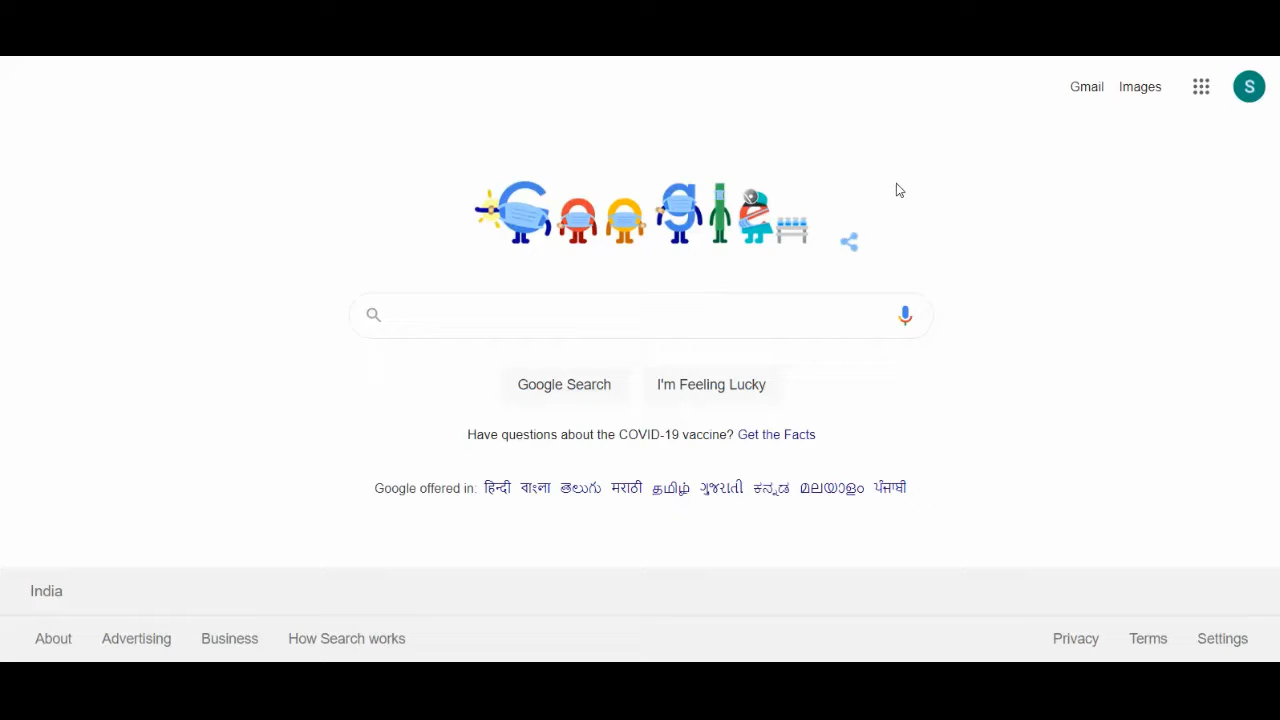 Gmail Images S
Google
Google Search I'm Feeling Lucky
Have questions about the COVID-19 vaccine? Get the Facts
Google offered in: हिन्दी বাংলা తెలుగు मराठी தமிழ் ગુજરાતી ಕನ್ನಡ മലയാളം ਪੰਜਾਬੀ
India
About Advertising Business How Search works Privacy Terms Settings